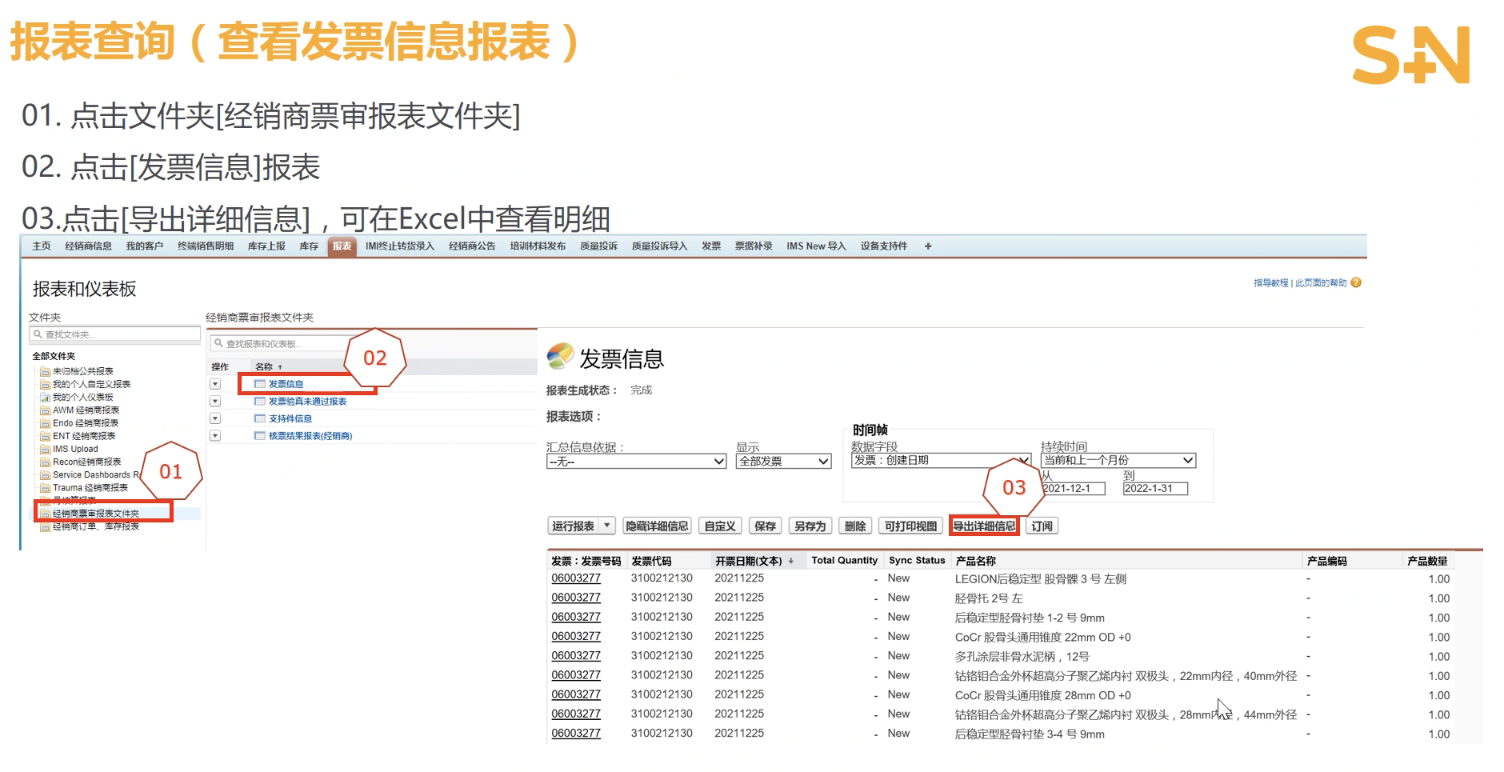 报表查询（查看发票信息报表）
S+N
01. 点击文件夹[经销商票审报表文件夹]
02. 点击[发票信息]报表
03.点击[导出详细信息]，可在Excel中查看明细
主页 经销商信息 我的客户 终端销售明细 库存上报 库存 报表 IMI终止转货录入 经销商公告 培训材料发布 质量投诉 质量投诉导入 发票 票据补录 IMS New 导入 设备支持件 +
报表和仪表板
指导教程 | 此页面的帮助 ?
文件夹
经销商票审报表文件夹
查找文件夹...
查找报表和仪表板...
02
全部文件夹
未归档公共报表
我的个人自定义报表
我的个人仪表板
AWM 经销商报表
Endo 经销商报表
ENT 经销商报表
IMS Upload
Recon经销商报表
Service Dashboards R
Trauma 经销商报表
经销商票审报表文件夹
经销商订单、库存报表
01
操作 名称 ↑
发票信息
发票验真未通过报表
支持件信息
核票结果报表(经销商)
发票信息
报表生成状态： 完成
报表选项：
汇总信息依据：
--无--
显示
全部发票
时间帧
数据字段
发票：创建日期
持续时间
当前和上一个月份
从 到
2021-12-1 2022-1-31
03
运行报表 隐藏详细信息 自定义 保存 另存为 删除 可打印视图 导出详细信息 订阅
发票：发票号码 发票代码 开票日期(文本) ↓ Total Quantity Sync Status 产品名称 产品编码 产品数量
06003277 3100212130 20211225 - New LEGION后稳定型 股骨髁 3 号 左侧 - 1.00
06003277 3100212130 20211225 - New 胫骨托 2号 左 - 1.00
06003277 3100212130 20211225 - New 后稳定型胫骨衬垫 1-2 号 9mm - 1.00
06003277 3100212130 20211225 - New CoCr 股骨头通用锥度 22mm OD +0 - 1.00
06003277 3100212130 20211225 - New 多孔涂层非骨水泥柄，12号 - 1.00
06003277 3100212130 20211225 - New 钴铬钼合金外杯超高分子聚乙烯内衬 双极头，22mm内径，40mm外径 - 1.00
06003277 3100212130 20211225 - New CoCr 股骨头通用锥度 28mm OD +0 - 1.00
06003277 3100212130 20211225 - New 钴铬钼合金外杯超高分子聚乙烯内衬 双极头，28mm内径，44mm外径 - 1.00
06003277 3100212130 20211225 - New 后稳定型胫骨衬垫 3-4 号 9mm - 1.00